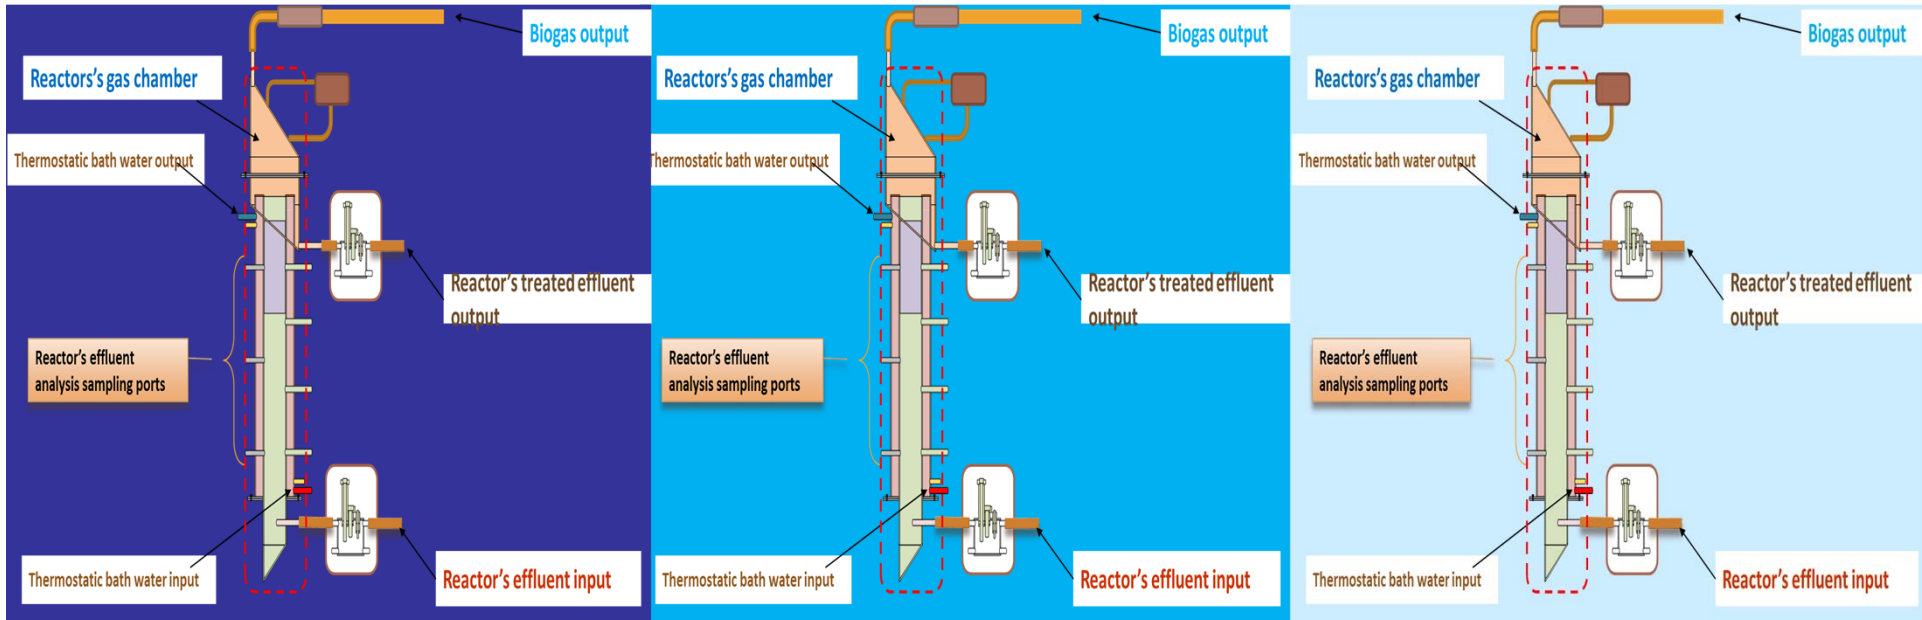 Biogas output
Reactors's gas chamber
Thermostatic bath water output
Reactor's treated effluent
output
Reactor's effluent
analysis sampling ports
Thermostatic bath water input
Reactor's effluent input
Biogas output
Reactors's gas chamber
Thermostatic bath water output
Reactor's treated effluent
output
Reactor's effluent
analysis sampling ports
Thermostatic bath water input
Reactor's effluent input
Biogas output
Reactors's gas chamber
Thermostatic bath water output
Reactor's treated effluent
output
Reactor's effluent
analysis sampling ports
Thermostatic bath water input
Reactor's effluent input